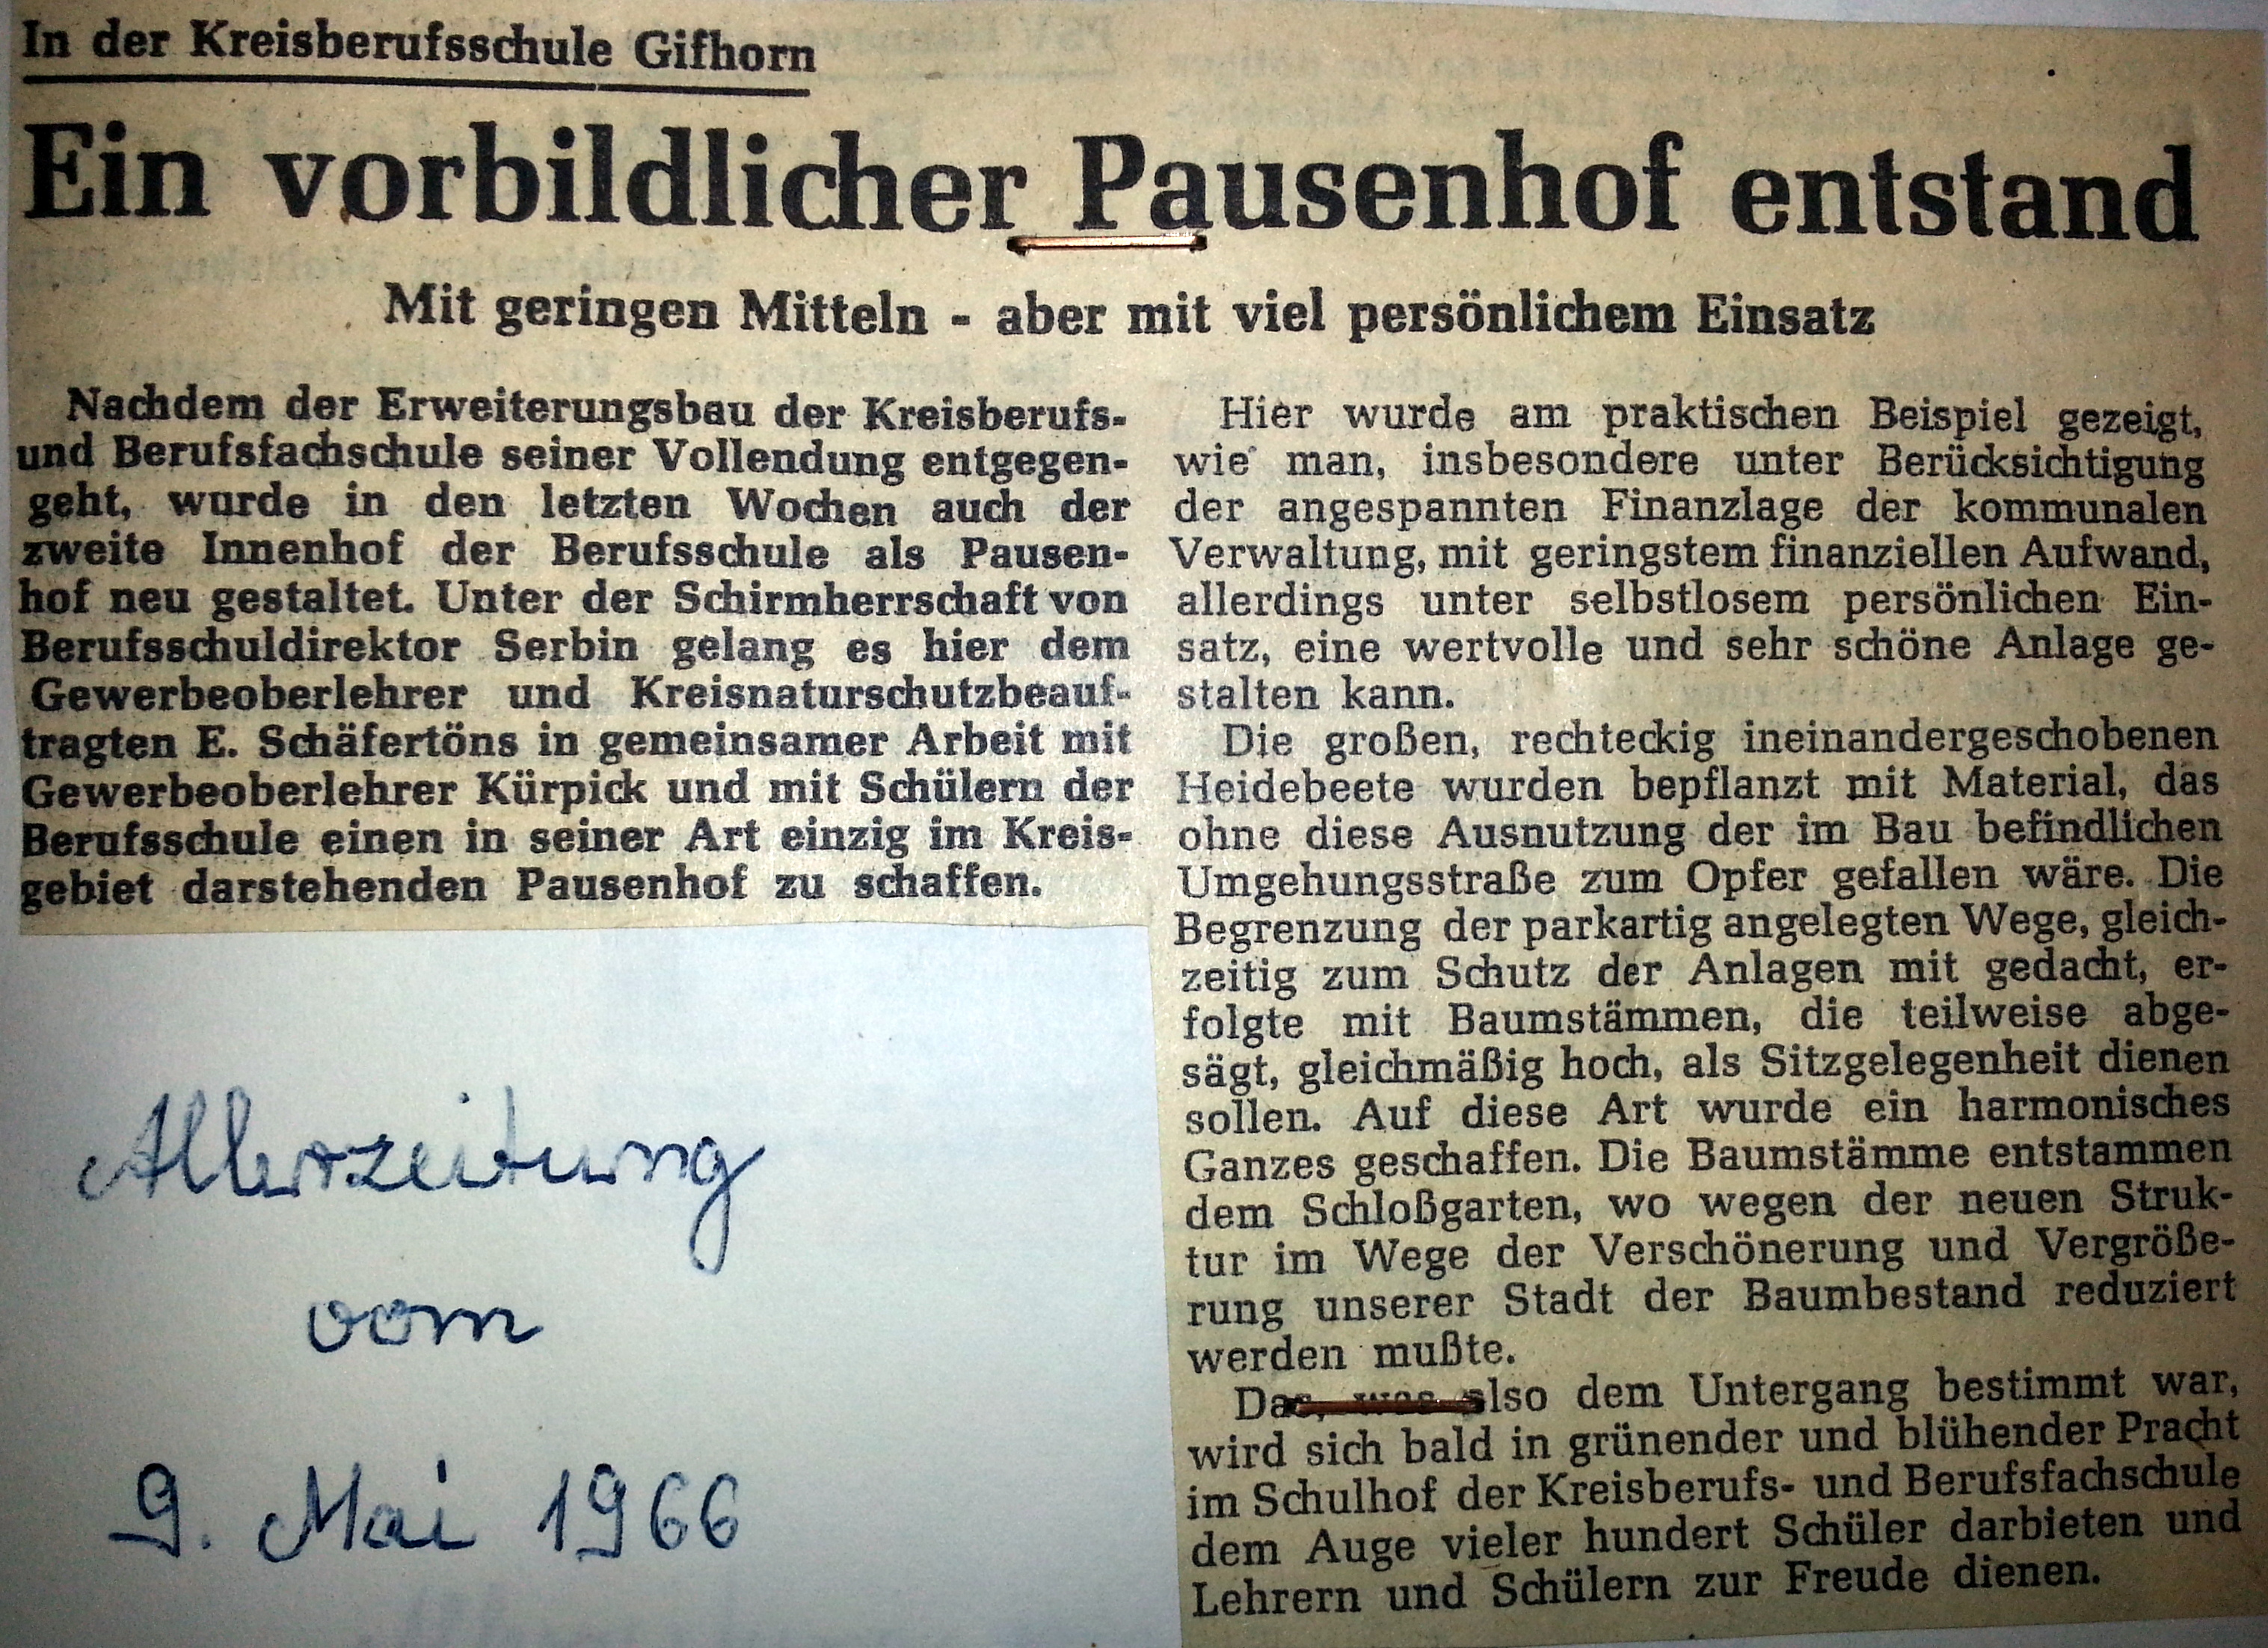 In der Kreisberufsschule Gifhorn
Ein vorbildlicher Pausenhof entstand
Mit geringen Mitteln - aber mit viel persönlichem Einsatz
Nachdem der Erweiterungsbau der Kreisberufs-
und Berufsfachschule seiner Vollendung entgegen-
geht, wurde in den letzten Wochen auch der
zweite Innenhof der Berufsschule als Pausen-
hof neu gestaltet. Unter der Schirmherrschaft von
Berufsschuldirektor Serbin gelang es hier dem
Gewerbeoberlehrer und Kreisnaturschutzbeauf-
tragten E. Schäfertöns in gemeinsamer Arbeit mit
Gewerbeoberlehrer Kürpick und mit Schülern der
Berufsschule einen in seiner Art einzig im Kreis-
gebiet darstehenden Pausenhof zu schaffen.
Hier wurde am praktischen Beispiel gezeigt,
wie man, insbesondere unter Berücksichtigung
der angespannten Finanzlage der kommunalen
Verwaltung, mit geringstem finanziellen Aufwand,
allerdings unter selbstlosem persönlichen Ein-
satz, eine wertvolle und sehr schöne Anlage ge-
stalten kann.
Die großen, rechteckig ineinandergeschobenen
Heidebeete wurden bepflanzt mit Material, das
ohne diese Ausnutzung der im Bau befindlichen
Umgehungsstraße zum Opfer gefallen wäre. Die
Begrenzung der parkartig angelegten Wege, gleich-
zeitig zum Schutz der Anlagen mit gedacht, er-
folgte mit Baumstämmen, die teilweise abge-
sägt, gleichmäßig hoch, als Sitzgelegenheit dienen
sollen. Auf diese Art wurde ein harmonisches
Ganzes geschaffen. Die Baumstämme entstammen
dem Schloßgarten, wo wegen der neuen Struk-
tur im Wege der Verschönerung und Vergröße-
rung unserer Stadt der Baumbestand reduziert
werden mußte.
Das, was also dem Untergang bestimmt war,
wird sich bald in grünender und blühender Pracht
im Schulhof der Kreisberufs- und Berufsfachschule
dem Auge vieler hundert Schüler darbieten und
Lehrern und Schülern zur Freude dienen.
Allerzeitung
vom
9. Mai 1966